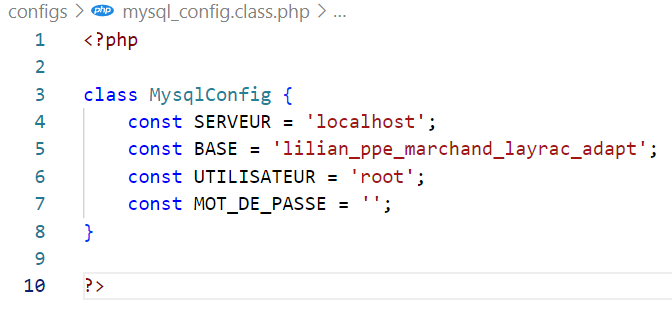 configs > mysql_config.class.php > ...
1 <?php
2
3 class MysqlConfig {
4 const SERVEUR = 'localhost';
5 const BASE = 'lilian_ppe_marchand_layrac_adapt';
6 const UTILISATEUR = 'root';
7 const MOT_DE_PASSE = '';
8 }
9
10 ?>